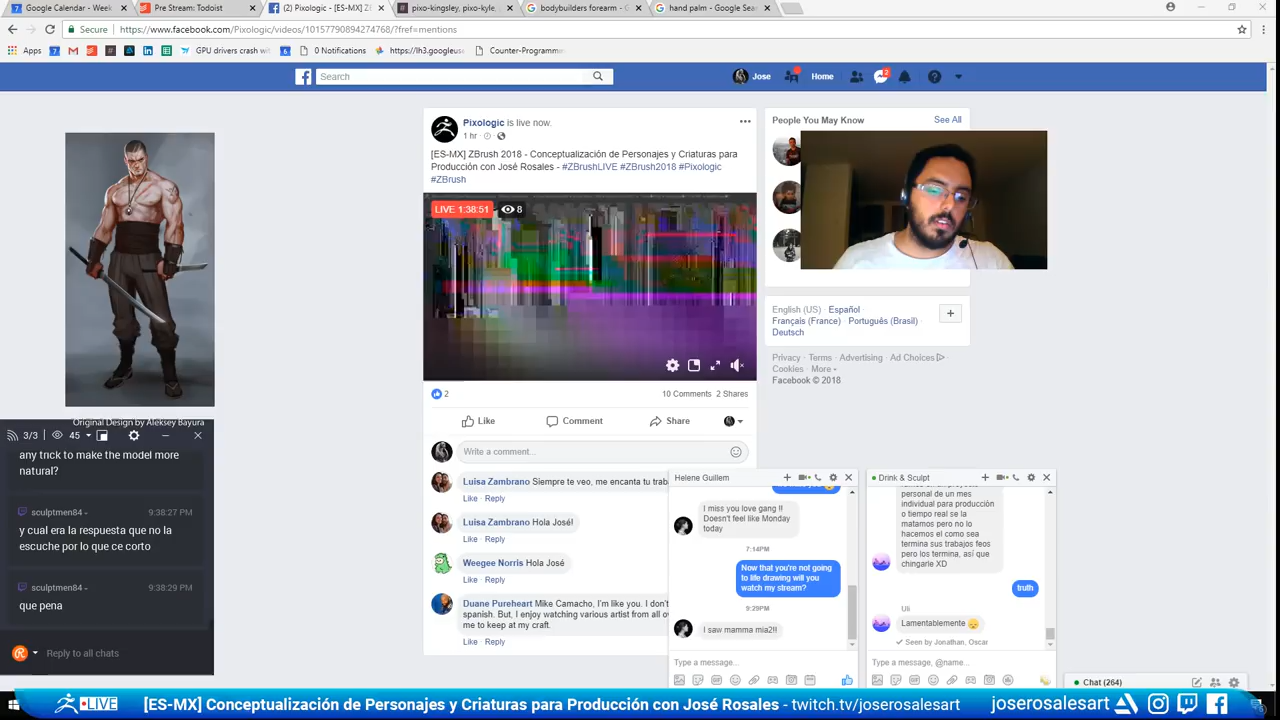 Google Calendar - Week
Pre Stream: Todoist
(2) Pixologic - [ES-MX] ZB
pixo-kingsley, pixo-kyle, p
bodybuilders forearm - G
hand palm - Google Sear
Secure
https://www.facebook.com/Pixologic/videos/10157790894274768/?fref=mentions
Apps
GPU drivers crash wit
0 Notifications
https://lh3.googleuse
Counter-Programm
Search
Jose
Home
2
Pixologic is live now.
1 hr
[ES-MX] ZBrush 2018 - Conceptualización de Personajes y Criaturas para
Producción con José Rosales - #ZBrushLIVE #ZBrush2018 #Pixologic
#ZBrush
LIVE 1:38:51
8
2
10 Comments 2 Shares
Like
Comment
Share
Write a comment...
Luisa Zambrano Siempre te veo, me encanta tu trab
Like · Reply
Luisa Zambrano Hola José!
Like · Reply
Weegee Norris Hola José
Like · Reply
Duane Pureheart Mike Camacho, I'm like you. I don't
spanish. But, I enjoy watching various artist from all ov
to keep at my craft.
Like · Reply
People You May Know
See All
English (US) · Español ·
Français (France) · Português (Brasil) ·
Deutsch
Privacy · Terms · Advertising · Ad Choices
Cookies · More
Facebook © 2018
Original Design by Aleksey Bayura
3/3
45
any trick to make the model more
natural?
sculptmen84
9:38:27 PM
y cual era la respuesta que no la
escuche por lo que ce corto
sculptmen84
9:38:29 PM
que pena
Reply to all chats
Helene Guillem
I miss you love gang !!
Doesn't feel like Monday
today
7:14PM
Now that you're not going
to life drawing will you
watch my stream?
9:29PM
I saw mamma mia2!!
Type a message...
Drink & Sculpt
personal de un mes
individual para producción
o tiempo real se la
matamos pero no lo
hacemos el como sea
termina sus trabajos feos
pero los termina, así que
chingarle XD
truth
Uli
Lamentablemente
Seen by Jonathan, Oscar
Type a message, @name...
Chat (264)
LIVE
[ES-MX] Conceptualización de Personajes y Criaturas para Producción con José Rosales - twitch.tv/joserosalesart
joserosalesart